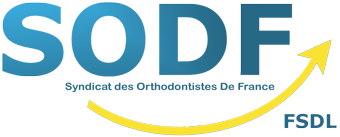 SODF
Syndicat des Orthodontistes De France
FSDL